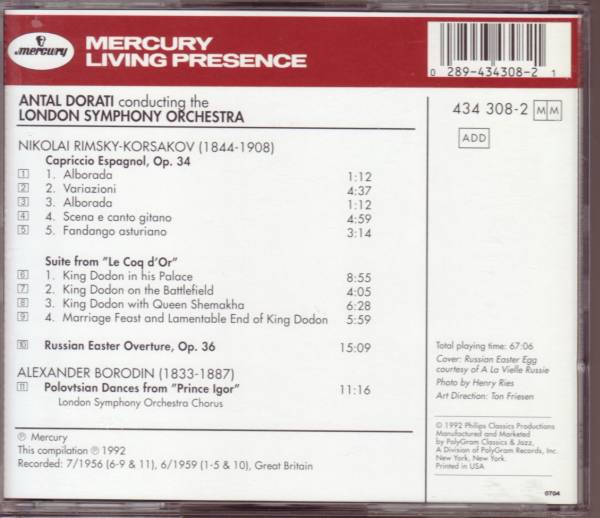 mercury
MERCURY
LIVING PRESENCE
0 289-434308-2 1
ANTAL DORATI conducting the
LONDON SYMPHONY ORCHESTRA
434 308-2 MM
ADD
NIKOLAI RIMSKY-KORSAKOV (1844-1908)
Capriccio Espagnol, Op. 34
1 1. Alborada 1:12
2 2. Variazioni 4:37
3 3. Alborada 1:12
4 4. Scena e canto gitano 4:59
5 5. Fandango asturiano 3:14
Suite from "Le Coq d'Or"
6 1. King Dodon in his Palace 8:55
7 2. King Dodon on the Battlefield 4:05
8 3. King Dodon with Queen Shemakha 6:28
9 4. Marriage Feast and Lamentable End of King Dodon 5:59
10 Russian Easter Overture, Op. 36 15:09
ALEXANDER BORODIN (1833-1887)
11 Polovtsian Dances from "Prince Igor" 11:16
London Symphony Orchestra Chorus
℗ Mercury
This compilation ℗ 1992
Recorded: 7/1956 (6-9 & 11), 6/1959 (1-5 & 10), Great Britain
Total playing time: 67:06
Cover: Russian Easter Egg
courtesy of A La Vielle Russie
Photo by Henry Ries
Art Direction: Ton Friesen
© 1992 Philips Classics Productions
Manufactured and Marketed
by PolyGram Classics & Jazz,
A Division of PolyGram Records, Inc.
New York, New York.
Printed in USA
0704